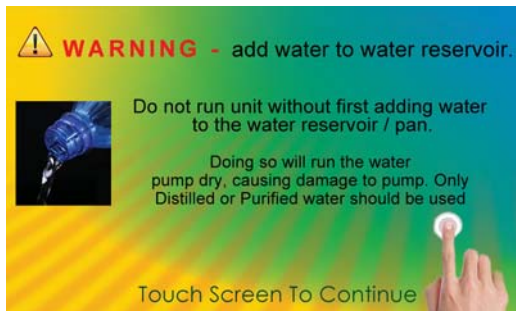 WARNING - add water to water reservoir.
Do not run unit without first adding water
to the water reservoir / pan.
Doing so will run the water
pump dry, causing damage to pump. Only
Distilled or Purified water should be used
Touch Screen To Continue